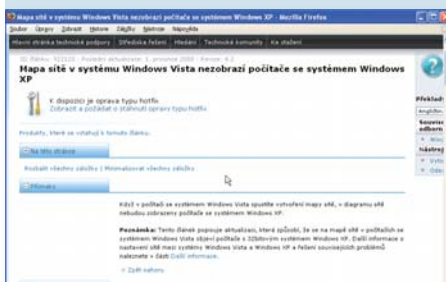 Mapa sítě v systému Windows Vista nezobrazí počítače se systémem Windows XP - Mozilla Firefox
Soubor Úpravy Zobrazit Historie Záložky Nástroje Nápověda
Hlavní stránka technické podpory Střediska řešení Hledání Technické komunity Ke stažení
Mapa sítě v systému Windows Vista nezobrazí počítače se systémem Windows
XP
K dispozici je oprava typu hotfix
Zobrazit a požádat o stáhnutí opravy typu hotfix
Překlady
Produkty, které se vztahují k tomuto článku.
Na této stránce
Rozbalit všechny záložky | Minimalizovat všechny záložky
Příznaky
Když v počítači se systémem Windows Vista spustíte vytvoření mapy sítě, v diagramu sítě
nebudou zobrazeny počítače se systémem Windows XP.
Poznámka: Tento článek popisuje aktualizaci, která způsobí, že se na mapě sítě v počítačích se
systémem Windows Vista objeví počítače s 32bitovým systémem Windows XP. Další informace o
nastavení sítě mezi systémy Windows Vista a Windows XP a řešení souvisejících problémů
naleznete v části Další informace.
Zpět nahoru